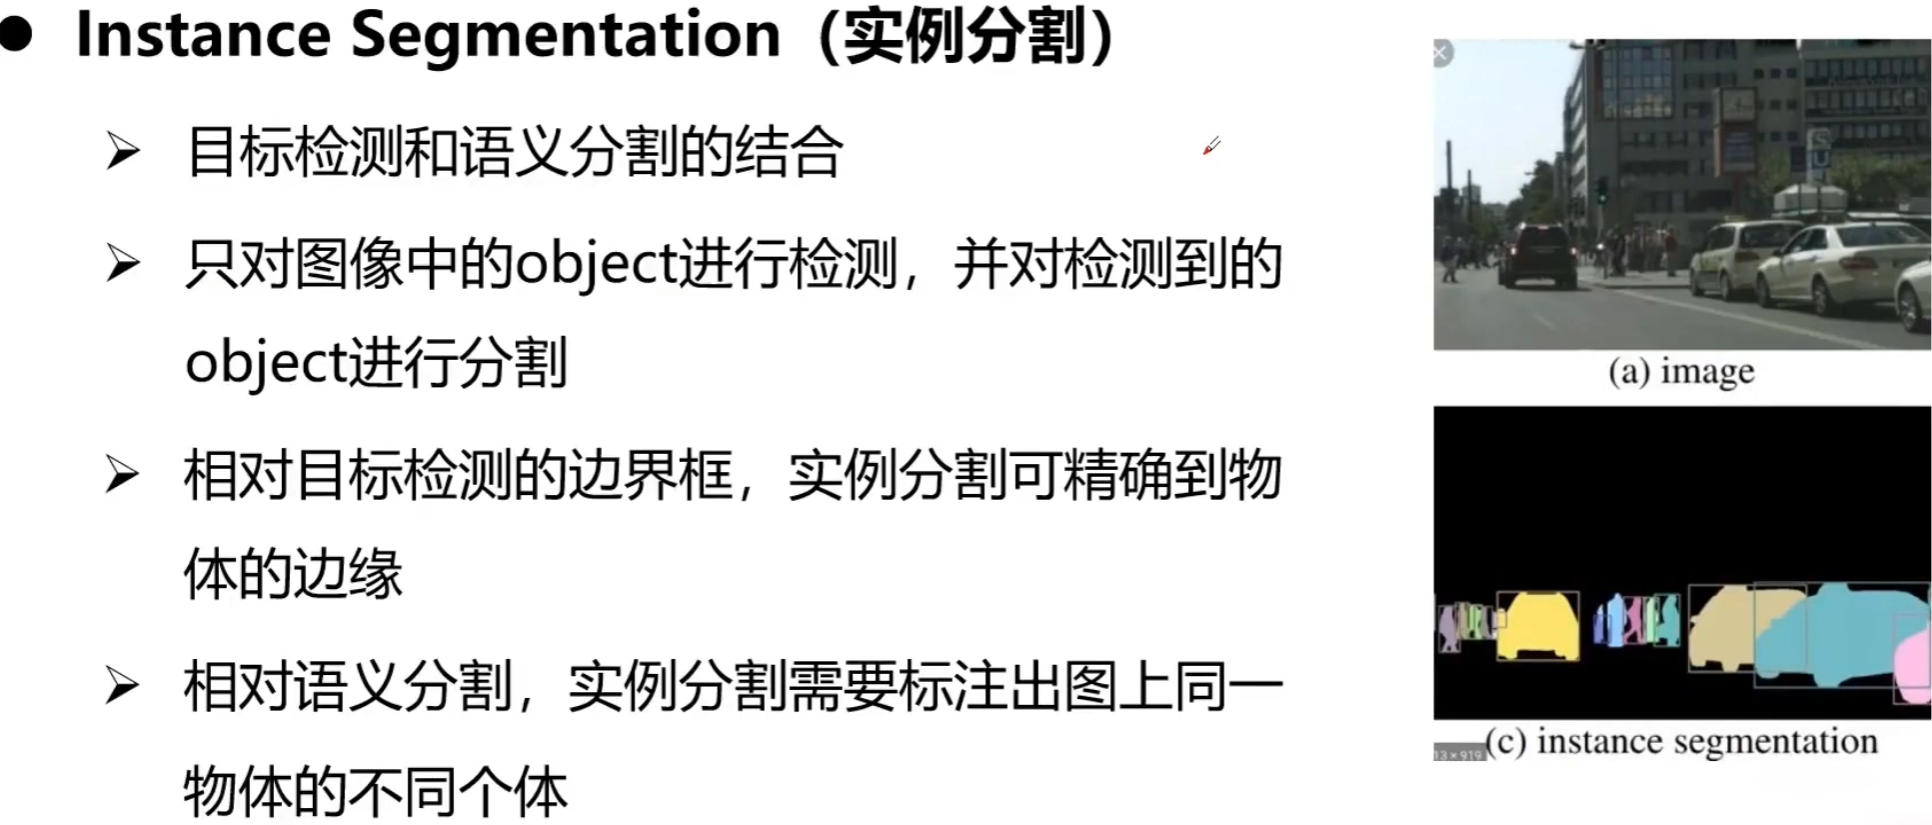 ● Instance Segmentation（实例分割）
➢ 目标检测和语义分割的结合
➢ 只对图像中的object进行检测，并对检测到的
object进行分割
➢ 相对目标检测的边界框，实例分割可精确到物
体的边缘
➢ 相对语义分割，实例分割需要标注出图上同一
物体的不同个体
S
U
(a) image
13×919
(c) instance segmentation